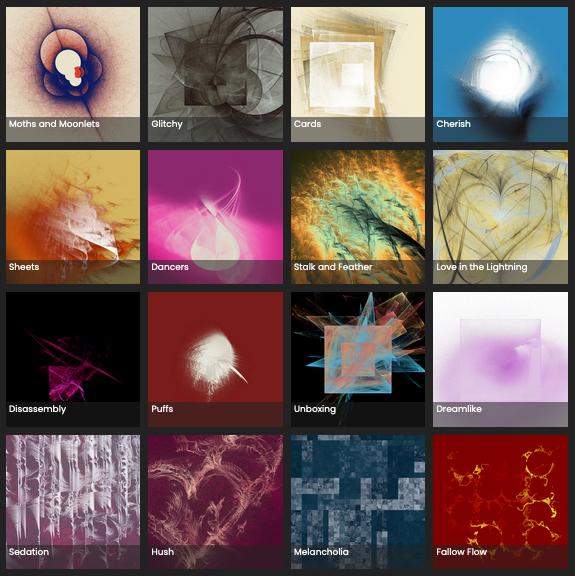 Moths and Moonlets
Glitchy
Cards
Cherish
Sheets
Dancers
Stalk and Feather
Love in the Lightning
Disassembly
Puffs
Unboxing
Dreamlike
Sedation
Hush
Melancholia
Fallow Flow